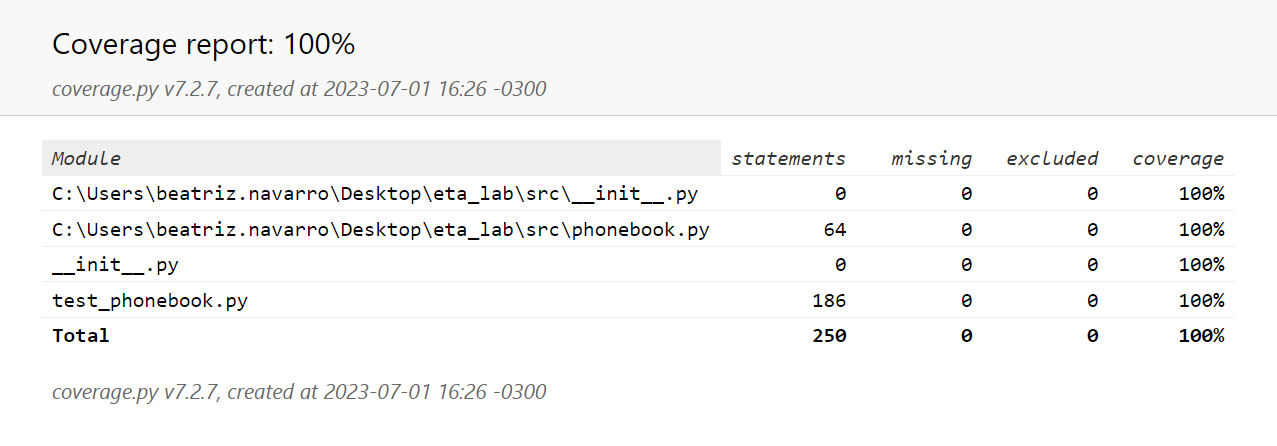 Coverage report: 100%
coverage.py v7.2.7, created at 2023-07-01 16:26 -0300
Module statements missing excluded coverage
C:\Users\beatriz.navarro\Desktop\eta_lab\src\__init__.py 0 0 0 100%
C:\Users\beatriz.navarro\Desktop\eta_lab\src\phonebook.py 64 0 0 100%
__init__.py 0 0 0 100%
test_phonebook.py 186 0 0 100%
Total 250 0 0 100%
coverage.py v7.2.7, created at 2023-07-01 16:26 -0300